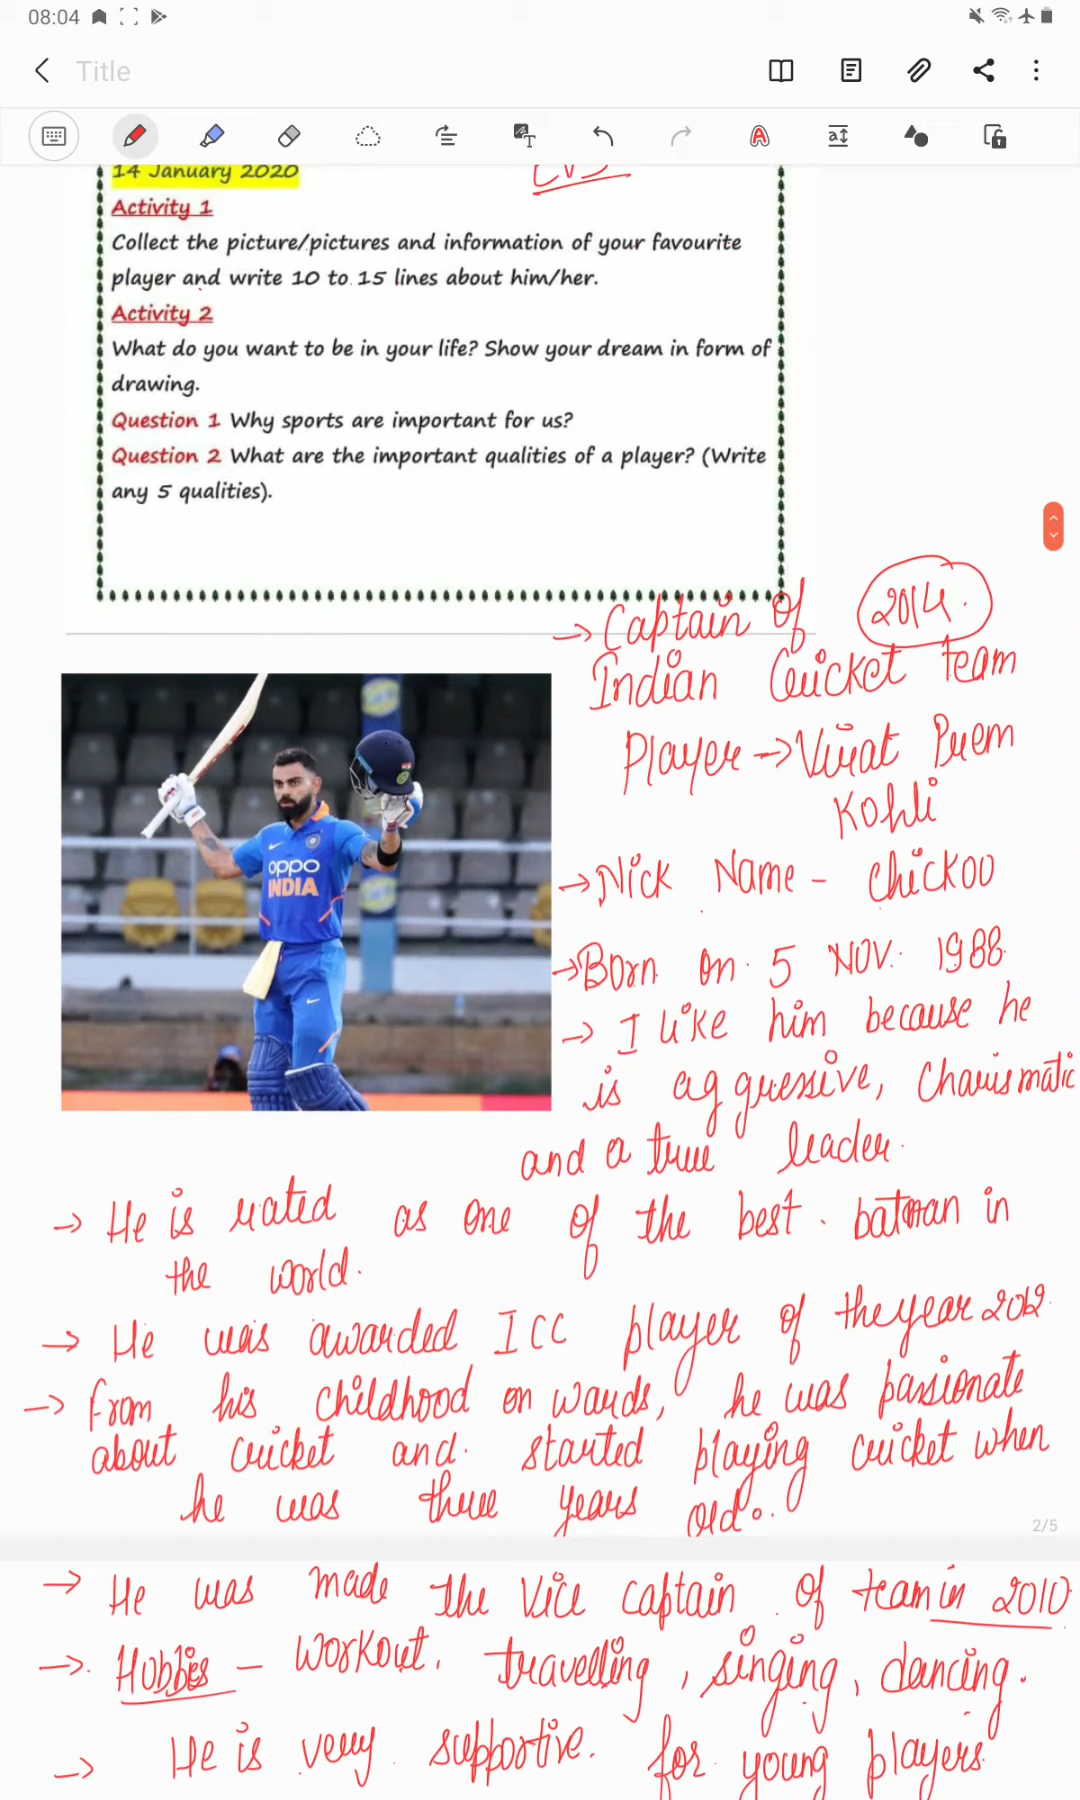 08:04
Title
14 January 2020
Activity 1
Collect the picture/pictures and information of your favourite
player and write 10 to 15 lines about him/her.
Activity 2
What do you want to be in your life? Show your dream in form of
drawing.
Question 1 Why sports are important for us?
Question 2 What are the important qualities of a player? (Write
any 5 qualities).
→ Captain of 2014.
Indian Cricket team
Player → Virat Prem
Kohli
→ Nick Name - Chickoo
→ Born on 5 NOV. 1988
→ I like him because he
is aggressive, Charismatic
and a true leader.
oppo
INDIA
→ He is rated as one of the best batman in
the world.
→ He was awarded ICC player of the year 2012
→ From his childhood onwards, he was passionate
about cricket and started playing cricket when
he was three years old.
2/5
→ He was made the Vice Captain of team in 2010
→ Hobbies - workout, travelling, singing, dancing.
→ He is very supportive for young players